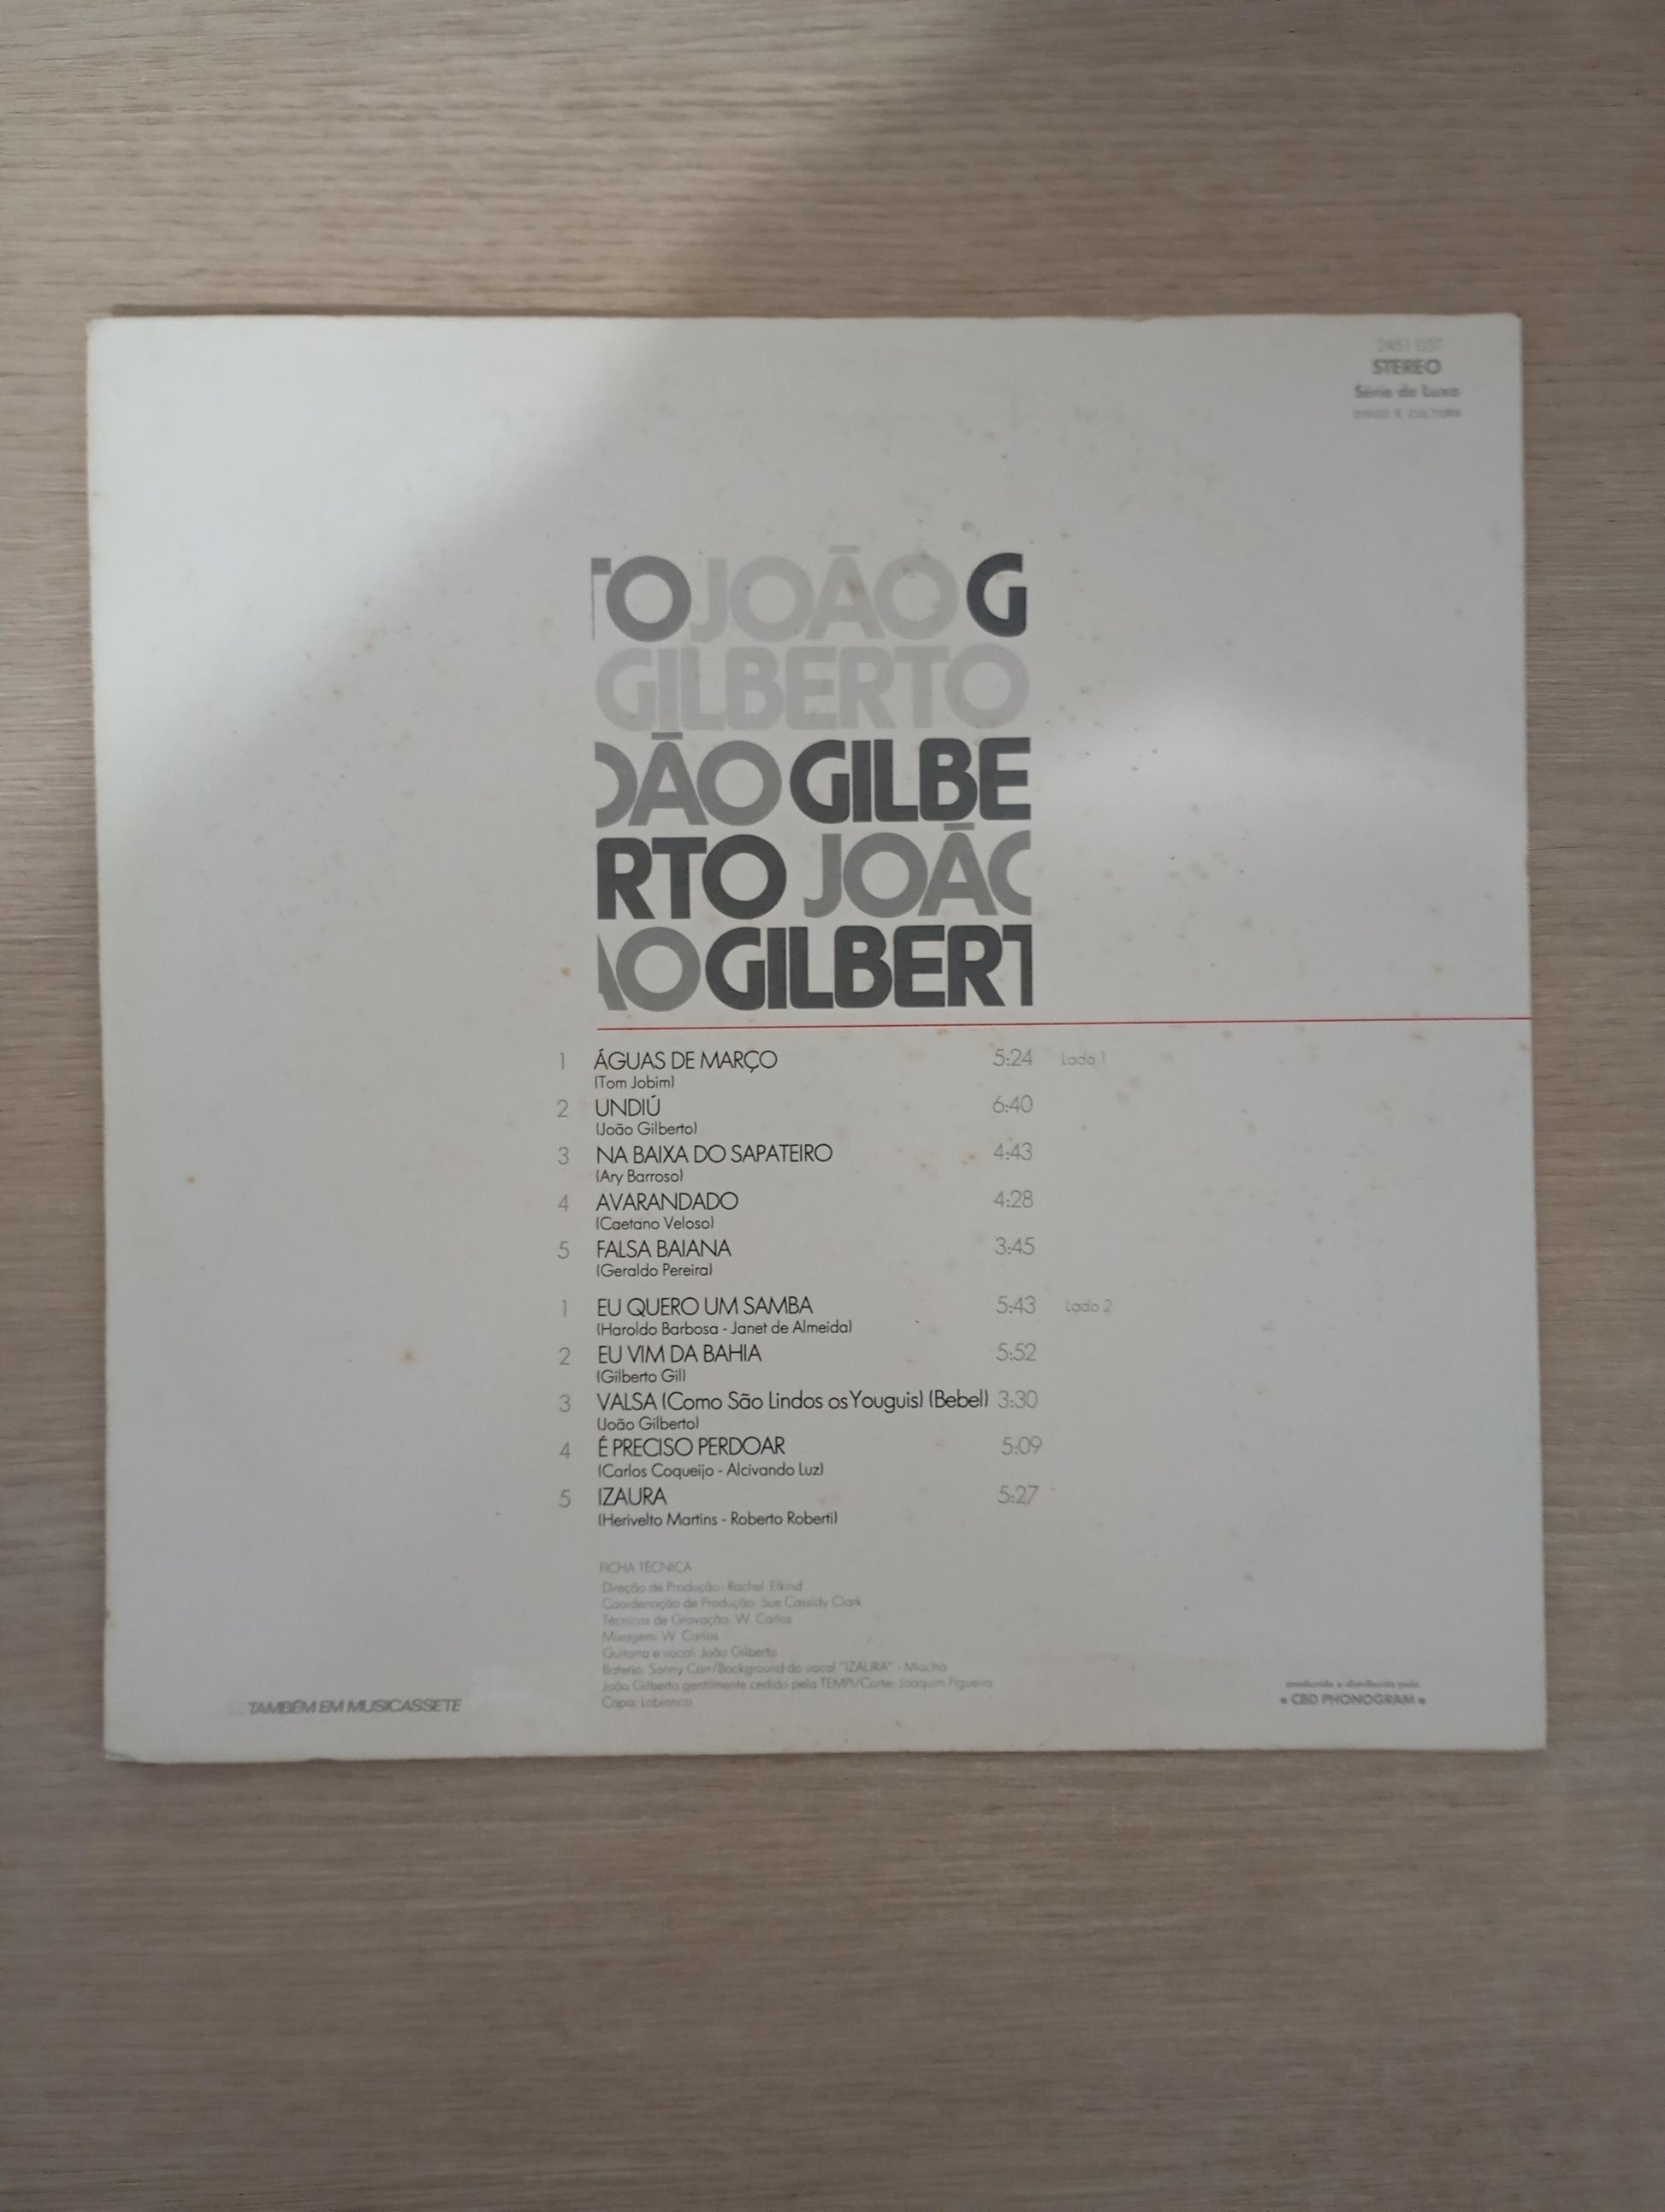 2451 037
STEREO
Série de Luxo
DISCO É CULTURA
TO JOÃO G
GILBERTO
OÃO GILBE
RTO JOÃO
ÃO GILBERT
1 ÁGUAS DE MARÇO 5:24 Lado 1
(Tom Jobim)
2 UNDIÚ 6:40
(João Gilberto)
3 NA BAIXA DO SAPATEIRO 4:43
(Ary Barroso)
4 AVARANDADO 4:28
(Caetano Veloso)
5 FALSA BAIANA 3:45
(Geraldo Pereira)
1 EU QUERO UM SAMBA 5:43 Lado 2
(Haroldo Barbosa - Janet de Almeida)
2 EU VIM DA BAHIA 5:52
(Gilberto Gil)
3 VALSA (Como São Lindos os Youguis) (Bebel) 3:30
(João Gilberto)
4 É PRECISO PERDOAR 5:09
(Carlos Coqueijo - Alcivando Luz)
5 IZAURA 5:27
(Herivelto Martins - Roberto Roberti)
FICHA TÉCNICA
Direção de Produção: Rachel Elkind
Coordenação de Produção: Sue Cassidy Clark
Técnicos de Gravação: W. Carlos
Mixagem: W. Carlos
Guitarra e vocal: João Gilberto
Bateria: Sonny Carr/Background do vocal "IZAURA" - Miucha
João Gilberto gentilmente cedido pela TEMPI/Corte: Joaquim Figueira
Capa: Lobianco
TAMBÉM EM MUSICASSETE
produzido e distribuído pela
• CBD PHONOGRAM •